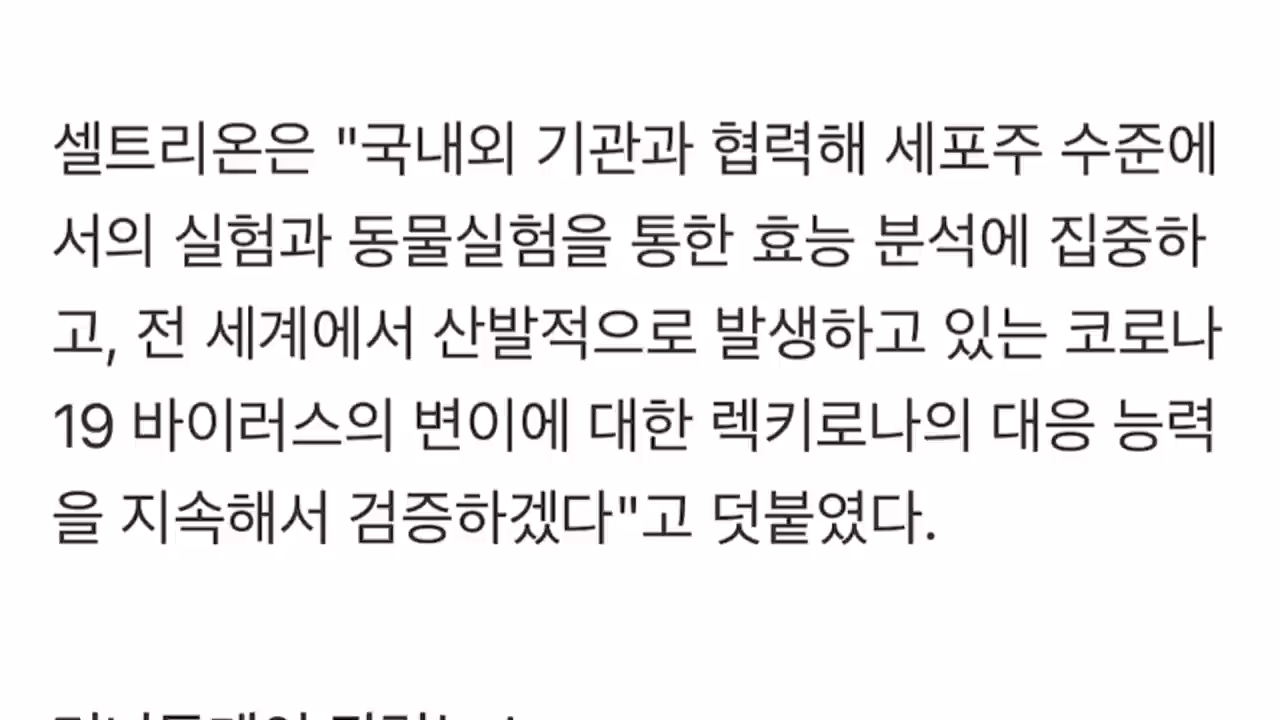 셀트리온은 "국내외 기관과 협력해 세포주 수준에
서의 실험과 동물실험을 통한 효능 분석에 집중하
고, 전 세계에서 산발적으로 발생하고 있는 코로나
19 바이러스의 변이에 대한 렉키로나의 대응 능력
을 지속해서 검증하겠다"고 덧붙였다.